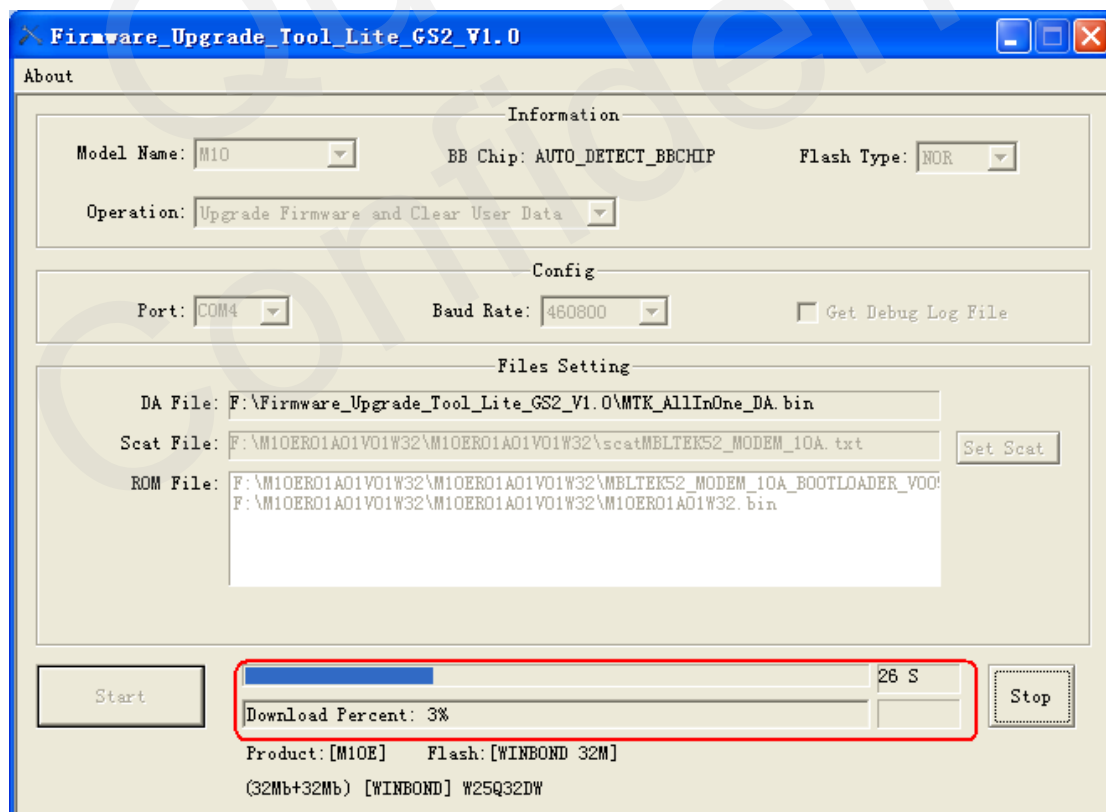 Firmware_Upgrade_Tool_Lite_GS2_V1.0
About
Information
Model Name: M10 BB Chip: AUTO_DETECT_BBCHIP Flash Type: NOR
Operation: Upgrade Firmware and Clear User Data
Config
Port: COM4 Baud Rate: 460800 Get Debug Log File
Files Setting
DA File: F:\Firmware_Upgrade_Tool_Lite_GS2_V1.0\MTK_AllInOne_DA.bin
Scat File: F:\M10ER01A01V01W32\M10ER01A01V01W32\scatMBLTEK52_MODEM_10A.txt Set Scat
ROM File: F:\M10ER01A01V01W32\M10ER01A01V01W32\MBLTEK52_MODEM_10A_BOOTLOADER_V005
F:\M10ER01A01V01W32\M10ER01A01V01W32\M10ER01A01W32.bin
26 S
Start Stop
Download Percent: 3%
Product:[M10E] Flash:[WINBOND 32M]
(32Mb+32Mb) [WINBOND] W25Q32DW